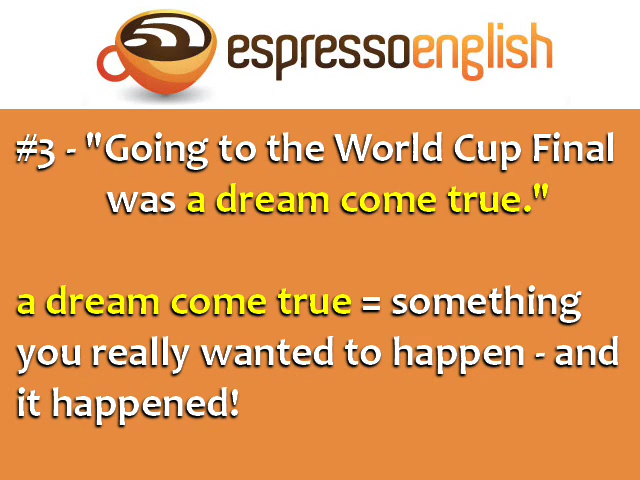 espressoenglish
#3 - "Going to the World Cup Final
was a dream come true."
a dream come true = something
you really wanted to happen - and
it happened!